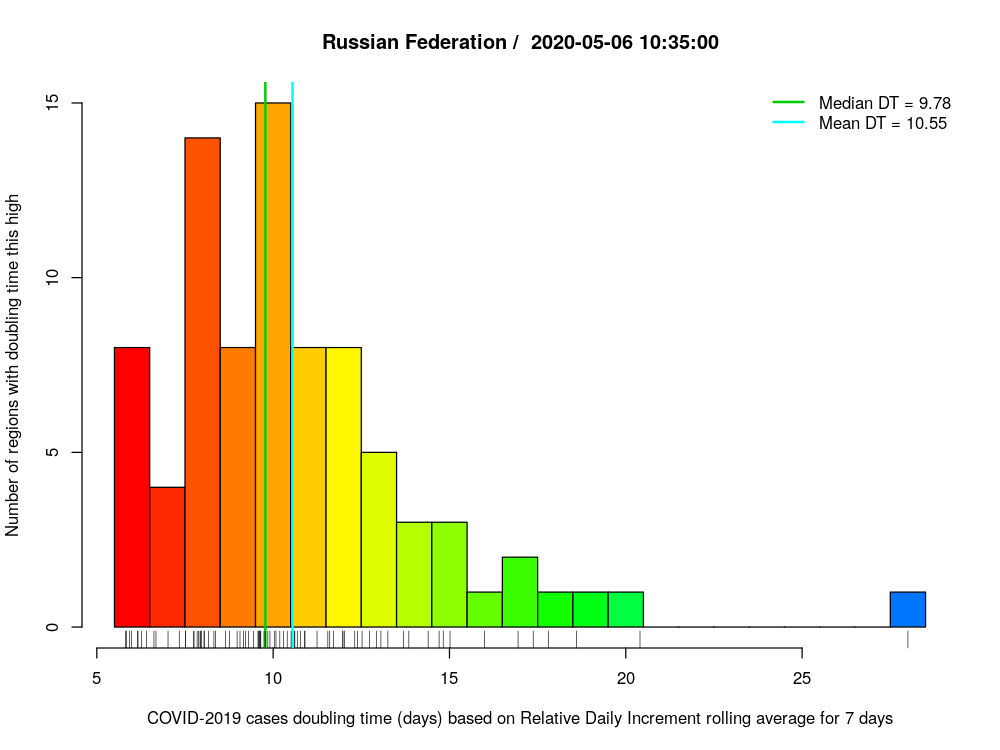 Russian Federation /  2020-05-06 10:35:00
Median DT = 9.78
Mean DT = 10.55
Number of regions with doubling time this high
15
10
5
0
5 10 15 20 25
COVID-2019 cases doubling time (days) based on Relative Daily Increment rolling average for 7 days